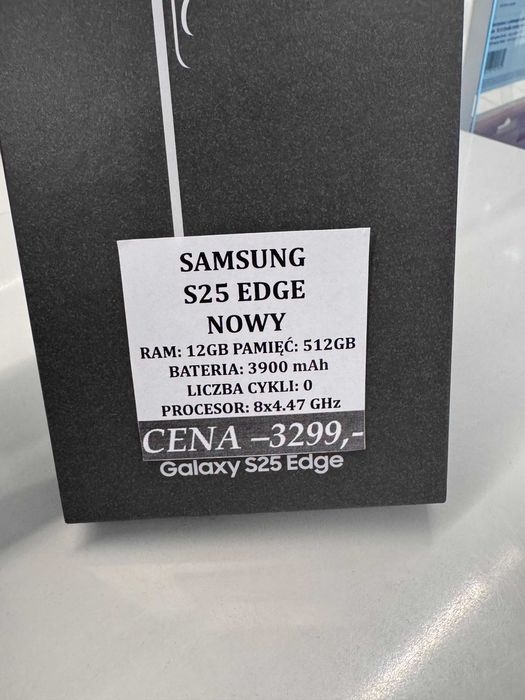 SAMSUNG
S25 EDGE
NOWY
RAM: 12GB PAMIĘĆ: 512GB
BATERIA: 3900 mAh
LICZBA CYKLI: 0
PROCESOR: 8x4.47 GHz
CENA –3299,-
Galaxy S25 Edge